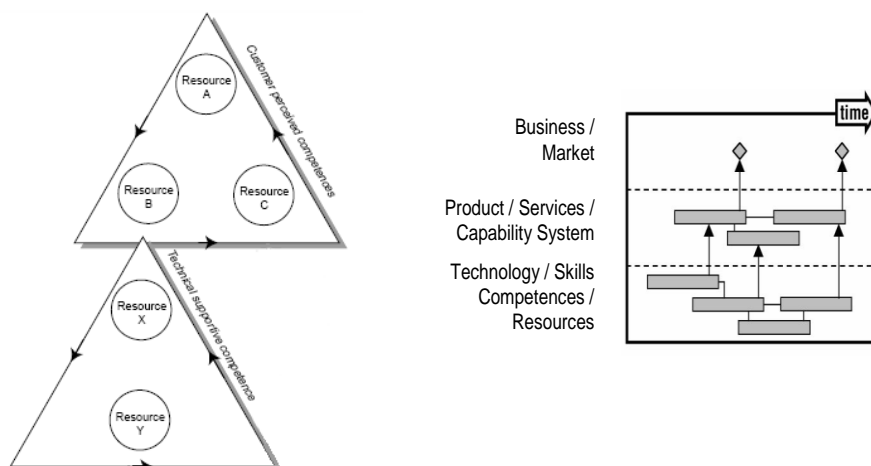 Resource
A
Customer perceived competences
Resource
B
Resource
C
Technical supportive competence
Resource
X
Resource
Y
time
Business /
Market
Product / Services /
Capability System
Technology / Skills
Competences /
Resources